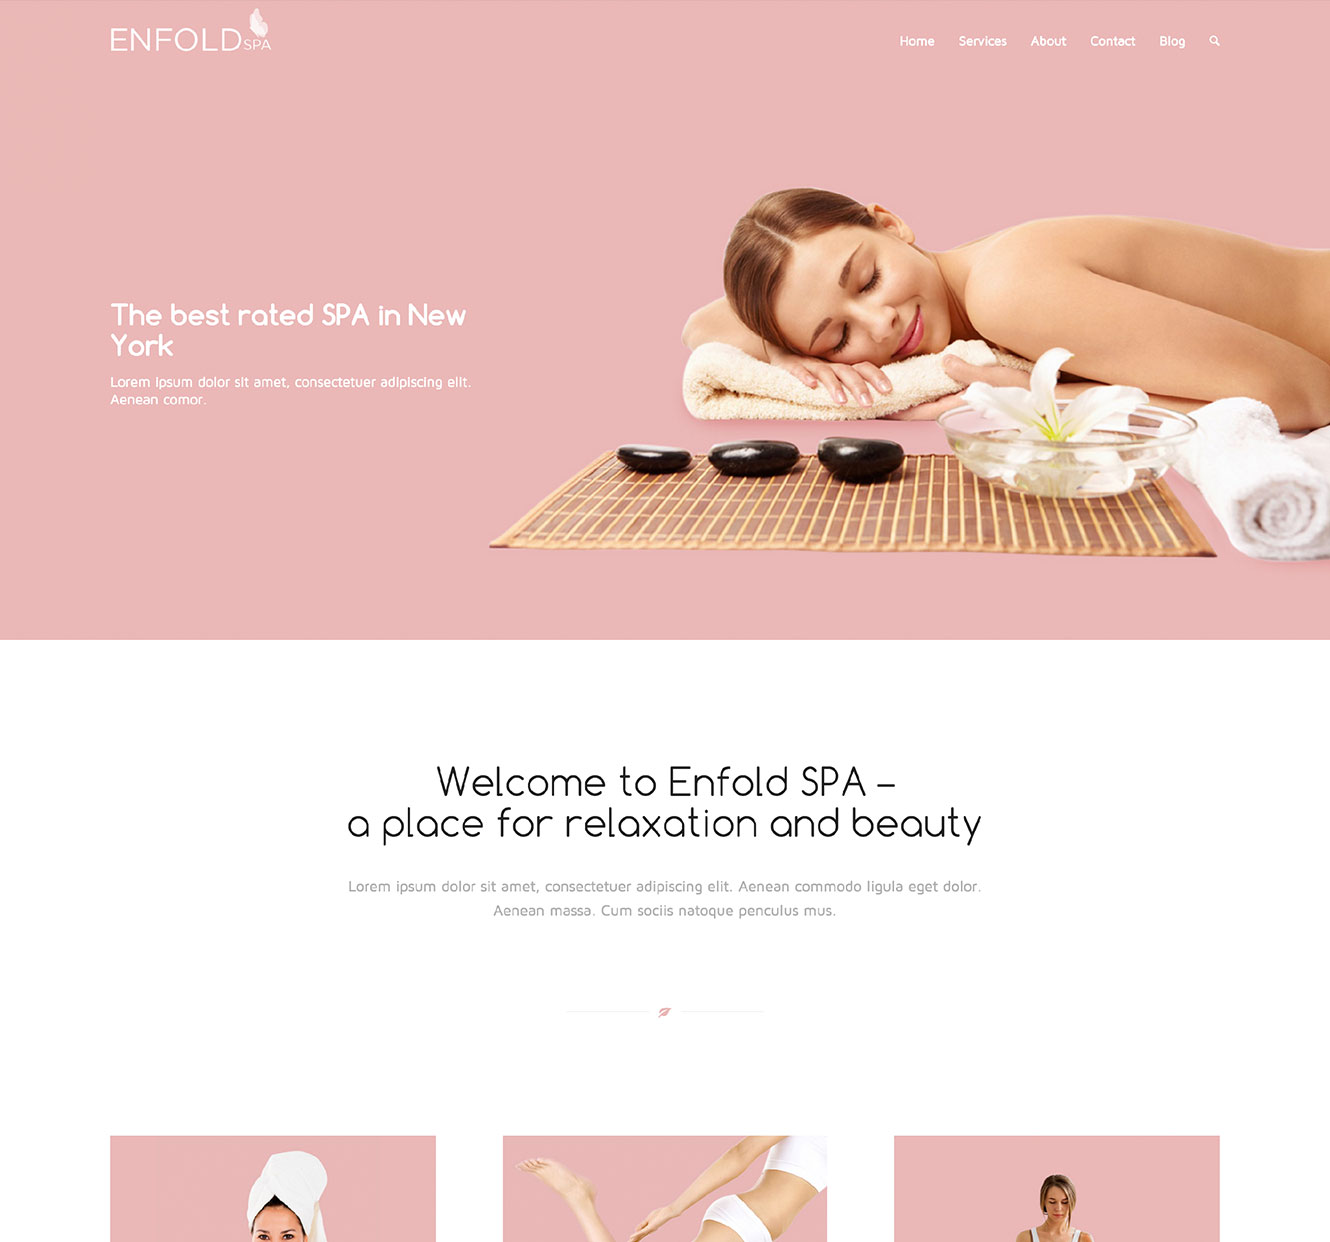 ENFOLD SPA
Home Services About Contact Blog
The best rated SPA in New
York
Lorem ipsum dolor sit amet, consectetuer adipiscing elit.
Aenean comor.
Welcome to Enfold SPA –
a place for relaxation and beauty
Lorem ipsum dolor sit amet, consectetuer adipiscing elit. Aenean commodo ligula eget dolor.
Aenean massa. Cum sociis natoque penculus mus.